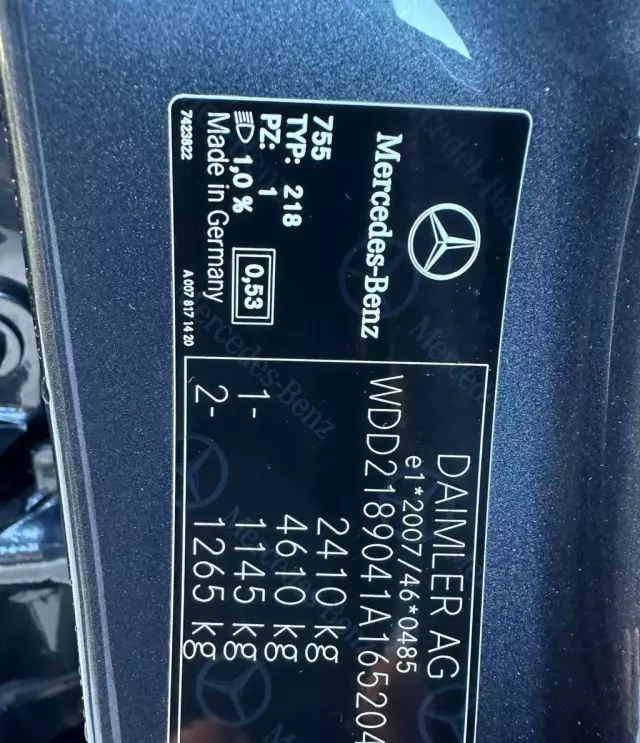 Mercedes-Benz
755
TYP: 218
PZ: 1
1,0 % 0,53
Made in Germany
7423822
A 007 817 14 20
DAIMLER AG
e1*2007/46*0485
WDD2189041A165204
2410 kg
4610 kg
1- 1145 kg
2- 1265 kg